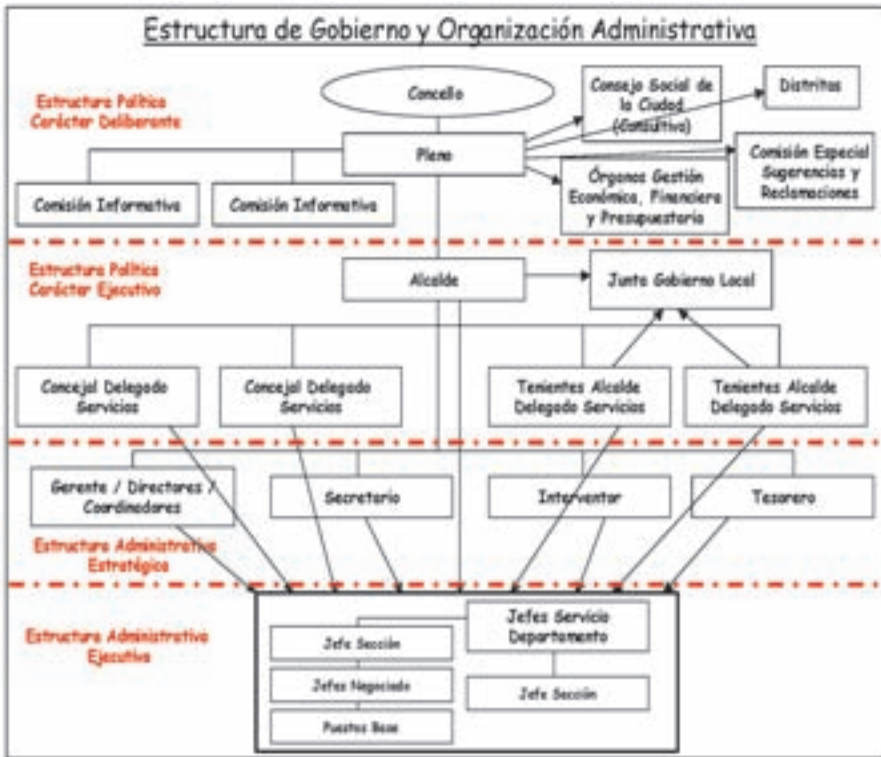 Estructura de Gobierno y Organización Administrativa
Estructura Política
Carácter Deliberante
Concello
Consejo Social de
la Ciudad
(Consultivo)
Distritos
Pleno
Comisión Informativa
Comisión Informativa
Órganos Gestión
Económica, Financiera
y Presupuestaria
Comisión Especial
Sugerencias y
Reclamaciones
Estructura Política
Carácter Ejecutivo
Alcalde
Junta Gobierno Local
Concejal Delegado
Servicios
Concejal Delegado
Servicios
Tenientes Alcalde
Delegado Servicios
Tenientes Alcalde
Delegado Servicios
Gerente / Directores /
Coordinadores
Secretario
Interventor
Tesorero
Estructura Administrativa
Estratégica
Estructura Administrativa
Ejecutiva
Jefes Servicio
Departamento
Jefe Sección
Jefes Negociado
Puestos Base
Jefe Sección